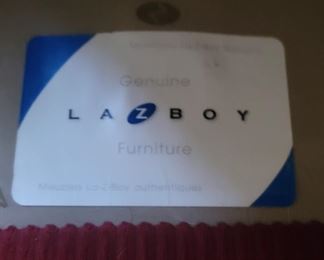 Genuine
LA Z BOY
Furniture
Meubles La-Z-Boy authentiques